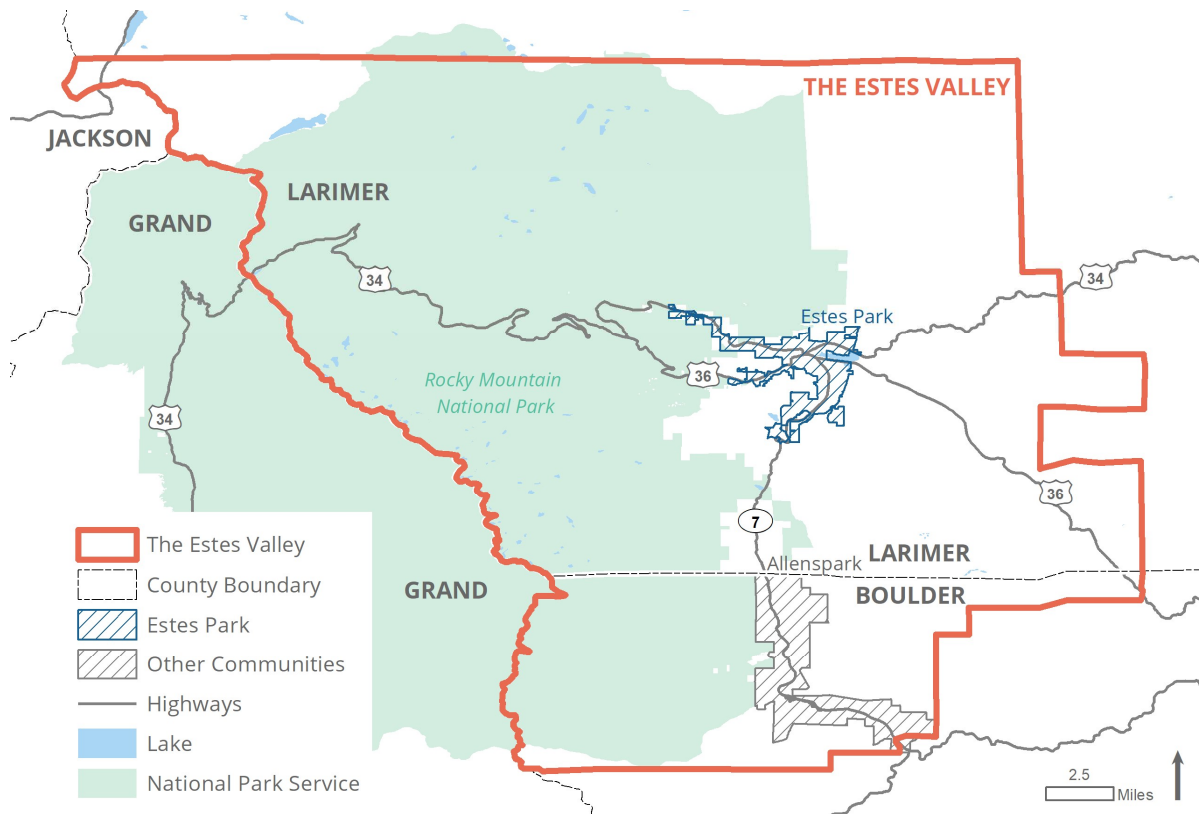 THE ESTES VALLEY
JACKSON
LARIMER
GRAND
34
34
Estes Park
36
Rocky Mountain
National Park
34
36
7
The Estes Valley
LARIMER
Allenspark
County Boundary
GRAND
BOULDER
Estes Park
Other Communities
Highways
Lake
National Park Service
2.5
Miles